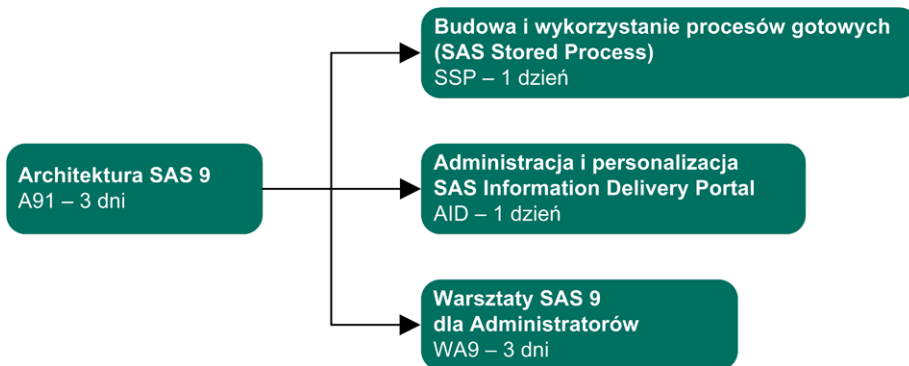 Budowa i wykorzystanie procesów gotowych
(SAS Stored Process)
SSP – 1 dzień
Architektura SAS 9
A91 – 3 dni
Administracja i personalizacja
SAS Information Delivery Portal
AID – 1 dzień
Warsztaty SAS 9
dla Administratorów
WA9 – 3 dni